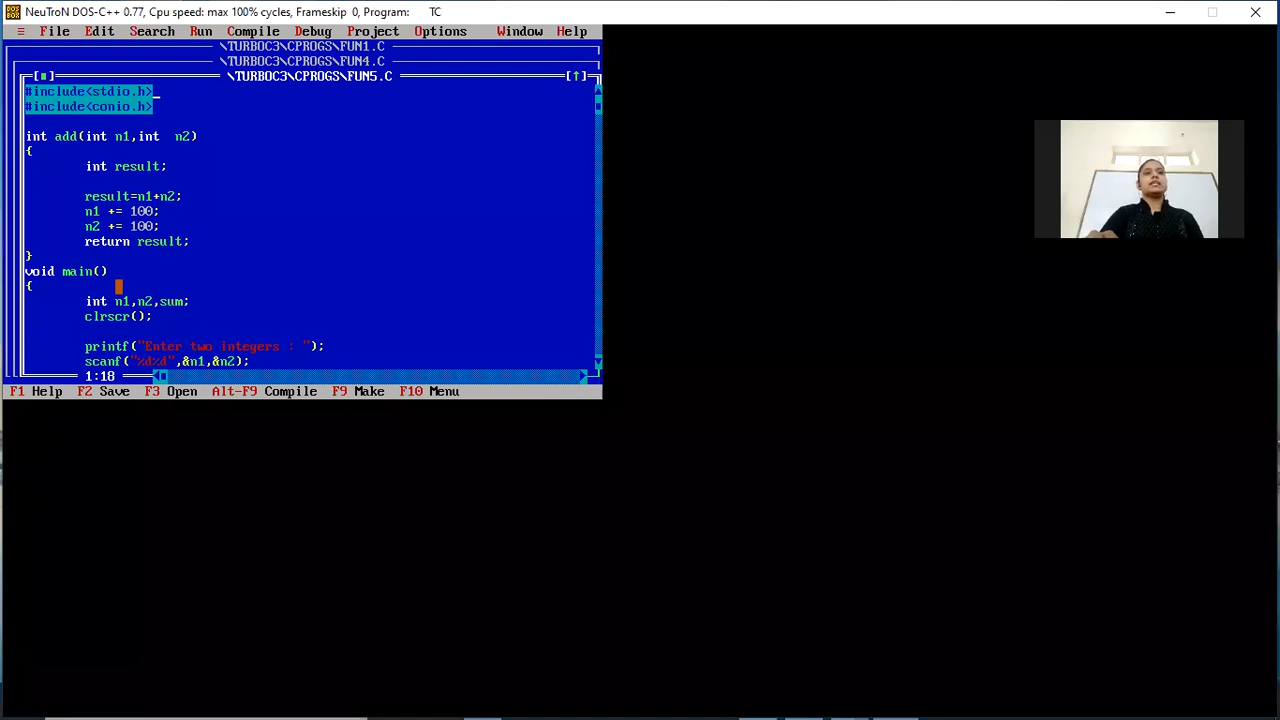 NeuTroN DOS-C++ 0.77, Cpu speed: max 100% cycles, Frameskip 0, Program: TC
≡ File Edit Search Run Compile Debug Project Options Window Help
\TURBOC3\CPROGS\FUN1.C
\TURBOC3\CPROGS\FUN4.C
[■] \TURBOC3\CPROGS\FUN5.C [↑]
#include<stdio.h>
#include<conio.h>
int add(int n1,int  n2)
{
int result;
result=n1+n2;
n1 += 100;
n2 += 100;
return result;
}
void main()
{
int n1,n2,sum;
clrscr();
printf("Enter two integers : ");
scanf("%d%d",&n1,&n2);
1:18
F1 Help F2 Save F3 Open Alt-F9 Compile F9 Make F10 Menu